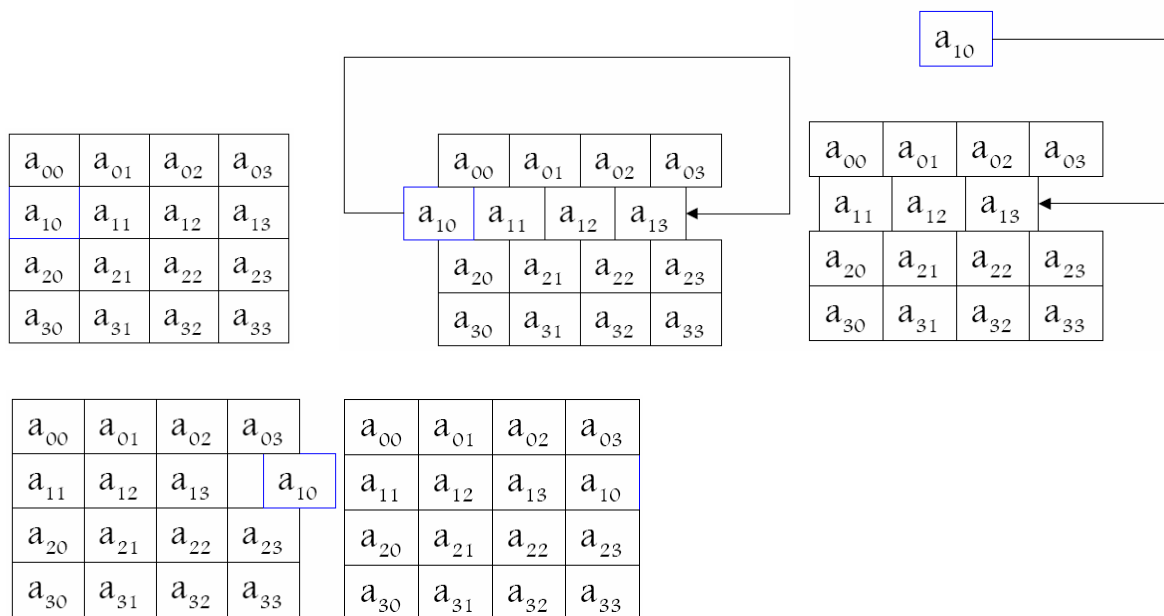 a₀₀ a₀₁ a₀₂ a₀₃
a₁₀ a₁₁ a₁₂ a₁₃
a₂₀ a₂₁ a₂₂ a₂₃
a₃₀ a₃₁ a₃₂ a₃₃
a₀₀ a₀₁ a₀₂ a₀₃
a₁₀ a₁₁ a₁₂ a₁₃
a₂₀ a₂₁ a₂₂ a₂₃
a₃₀ a₃₁ a₃₂ a₃₃
a₁₀
a₀₀ a₀₁ a₀₂ a₀₃
a₁₁ a₁₂ a₁₃
a₂₀ a₂₁ a₂₂ a₂₃
a₃₀ a₃₁ a₃₂ a₃₃
a₀₀ a₀₁ a₀₂ a₀₃
a₁₁ a₁₂ a₁₃ a₁₀
a₂₀ a₂₁ a₂₂ a₂₃
a₃₀ a₃₁ a₃₂ a₃₃
a₀₀ a₀₁ a₀₂ a₀₃
a₁₁ a₁₂ a₁₃ a₁₀
a₂₀ a₂₁ a₂₂ a₂₃
a₃₀ a₃₁ a₃₂ a₃₃